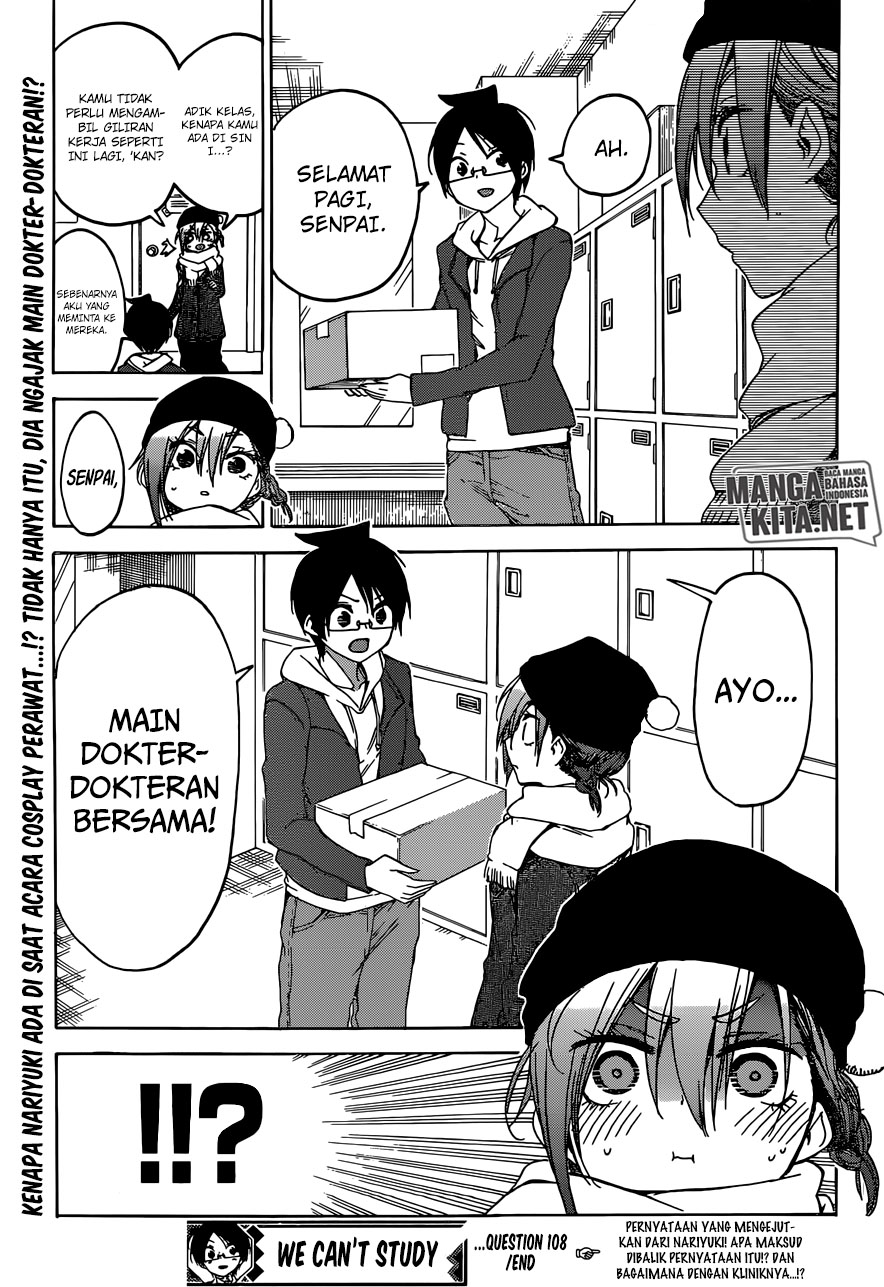 AH.
SELAMAT
PAGI,
SENPAI.
ADIK KELAS,
KENAPA KAMU
ADA DI SIN
I...?
KAMU TIDAK
PERLU MENGAM-
BIL GILIRAN
KERJA SEPERTI
INI LAGI, 'KAN?
SEBENARNYA
AKU YANG
MEMINTA KE
MEREKA.
SENPAI,
MANGA
KITA.NET
BACA MANGA
BAHASA
INDONESIA
AYO...
MAIN
DOKTER-
DOKTERAN
BERSAMA!
!!?
KENAPA NARIYUKI ADA DI SAAT ACARA COSPLAY PERAWAT...!? TIDAK HANYA ITU, DIA NGAJAK MAIN DOKTER-DOKTERAN!?
WE CAN'T STUDY
...QUESTION 108
/END
PERNYATAAN YANG MENGEJUT-
KAN DARI NARIYUKI! APA MAKSUD
DIBALIK PERNYATAAN ITU!? DAN
BAGAIMANA DENGAN KLINIKNYA...!?